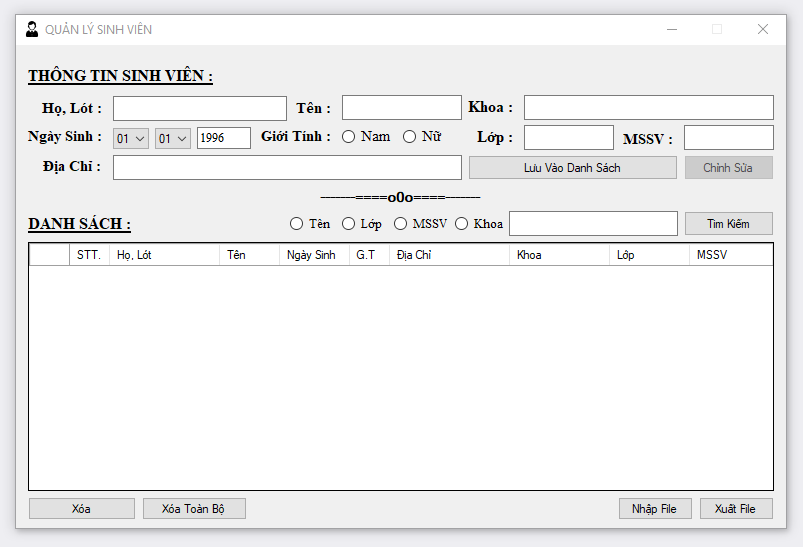 QUẢN LÝ SINH VIÊN
THÔNG TIN SINH VIÊN :
Họ, Lót : Tên : Khoa :
Ngày Sinh : 01 01 1996 Giới Tính : Nam Nữ Lớp : MSSV :
Địa Chỉ : Lưu Vào Danh Sách Chỉnh Sửa
-------====o0o====-------
DANH SÁCH : Tên Lớp MSSV Khoa Tìm Kiếm
STT. Họ, Lót Tên Ngày Sinh G.T Địa Chỉ Khoa Lớp MSSV
Xóa Xóa Toàn Bộ Nhập File Xuất File